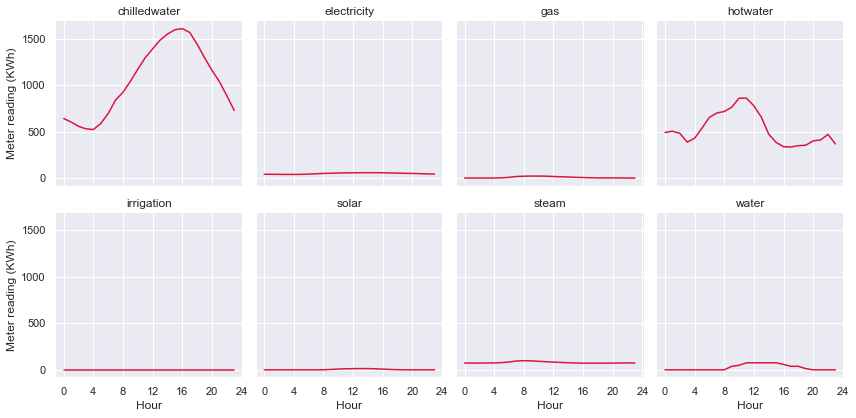 chilledwater electricity gas hotwater
Meter reading (KWh)
1500
1000
500
0
irrigation solar steam water
Meter reading (KWh)
1500
1000
500
0
0 4 8 12 16 20 24 0 4 8 12 16 20 24 0 4 8 12 16 20 24 0 4 8 12 16 20 24
Hour Hour Hour Hour